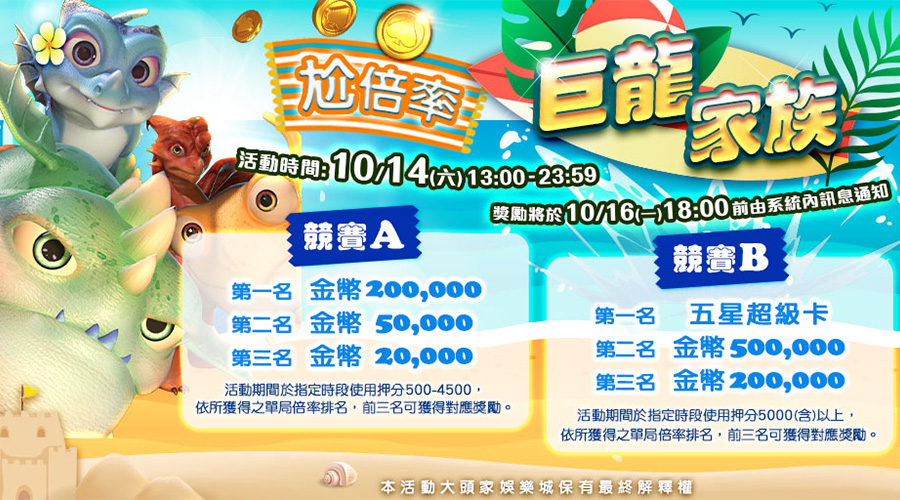 尬倍率
巨龍
家族
活動時間:10/14(六)13:00-23:59
獎勵將於10/16(一)18:00前由系統內訊息通知
競賽A
第一名 金幣 200,000
第二名 金幣 50,000
第三名 金幣 20,000
活動期間於指定時段使用押分500-4500，
依所獲得之單局倍率排名，前三名可獲得對應獎勵。
競賽B
第一名 五星超級卡
第二名 金幣 500,000
第三名 金幣 200,000
活動期間於指定時段使用押分5000(含)以上，
依所獲得之單局倍率排名，前三名可獲得對應獎勵。
本活動大頭家娛樂城保有最終解釋權